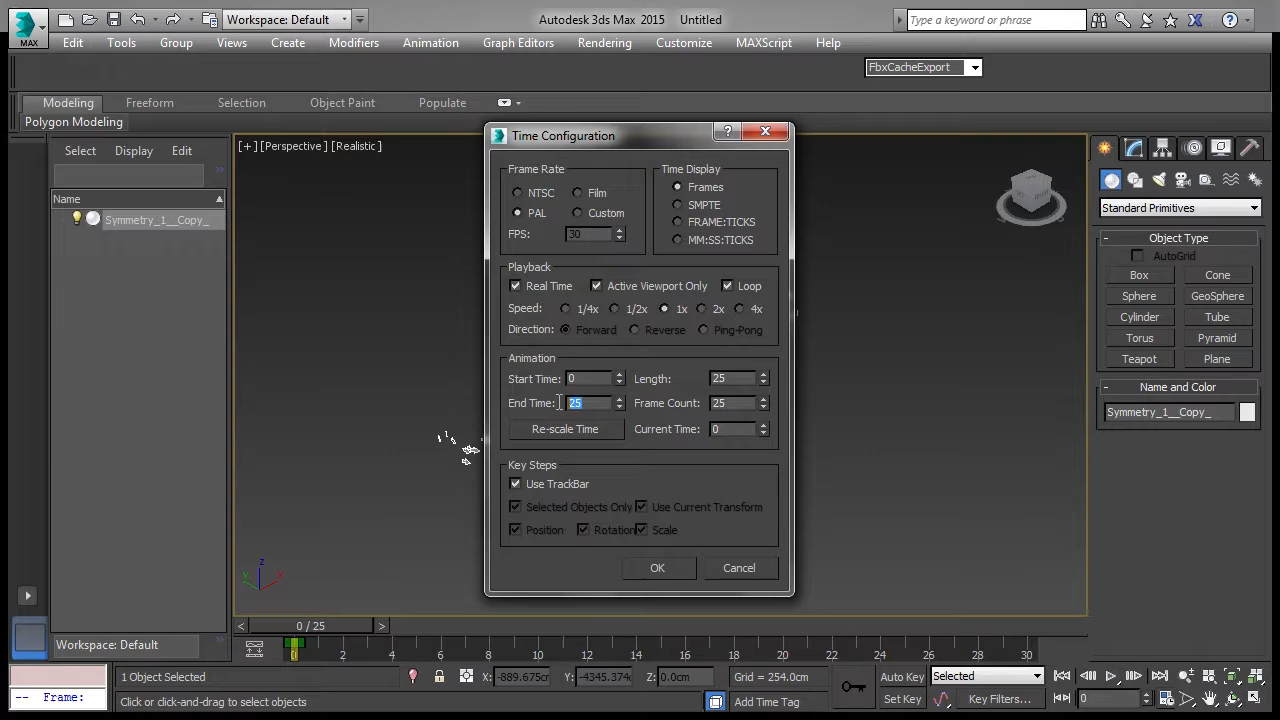 Workspace: Default
Autodesk 3ds Max 2015 Untitled
Type a keyword or phrase
MAX
Edit Tools Group Views Create Modifiers Animation Graph Editors Rendering Customize MAXScript Help
FbxCacheExport
Modeling Freeform Selection Object Paint Populate
Polygon Modeling
Select Display Edit
Name
Symmetry_1__Copy_
[+] [Perspective] [Realistic]
Time Configuration
Frame Rate
NTSC Film
PAL Custom
FPS: 30
Time Display
Frames
SMPTE
FRAME:TICKS
MM:SS:TICKS
Playback
Real Time Active Viewport Only Loop
Speed: 1/4x 1/2x 1x 2x 4x
Direction: Forward Reverse Ping-Pong
Animation
Start Time: 0 Length: 25
End Time: 25 Frame Count: 25
Re-scale Time Current Time: 0
Key Steps
Use TrackBar
Selected Objects Only Use Current Transform
Position Rotation Scale
OK Cancel
Standard Primitives
Object Type
AutoGrid
Box Cone
Sphere GeoSphere
Cylinder Tube
Torus Pyramid
Teapot Plane
Name and Color
Symmetry_1__Copy_
z
y x
< 0 / 25 >
Workspace: Default
0 2 4 6 8 10 12 14 16 18 20 22 24 26 28 30
1 Object Selected
X: -889.675cm Y: -4345.374k Z: 0.0cm Grid = 254.0cm
Auto Key Selected
-- Frame:
Click or click-and-drag to select objects
Add Time Tag
Set Key Key Filters... 0